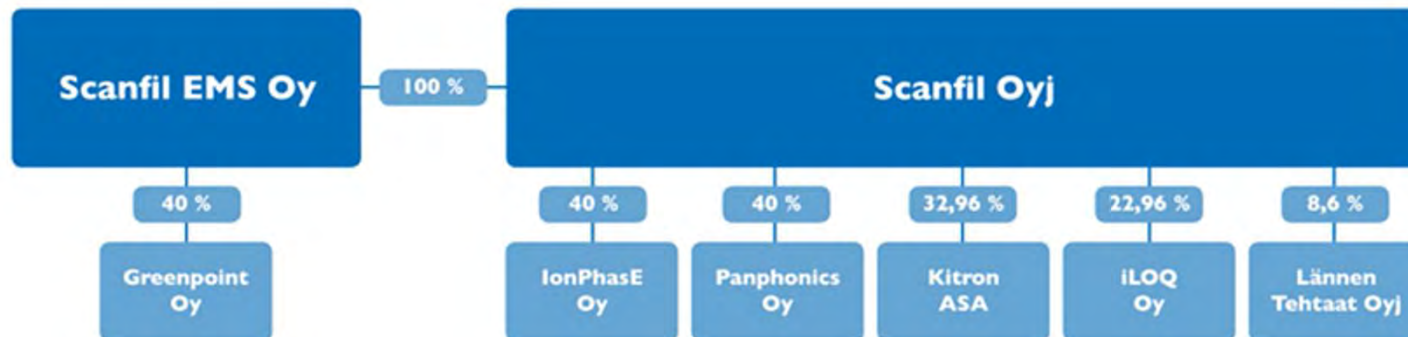 Scanfil EMS Oy
100 %
Scanfil Oyj
40 %
40 %
40 %
32,96 %
22,96 %
8,6 %
Greenpoint
Oy
IonPhasE
Oy
Panphonics
Oy
Kitron
ASA
iLOQ
Oy
Lännen
Tehtaat Oyj